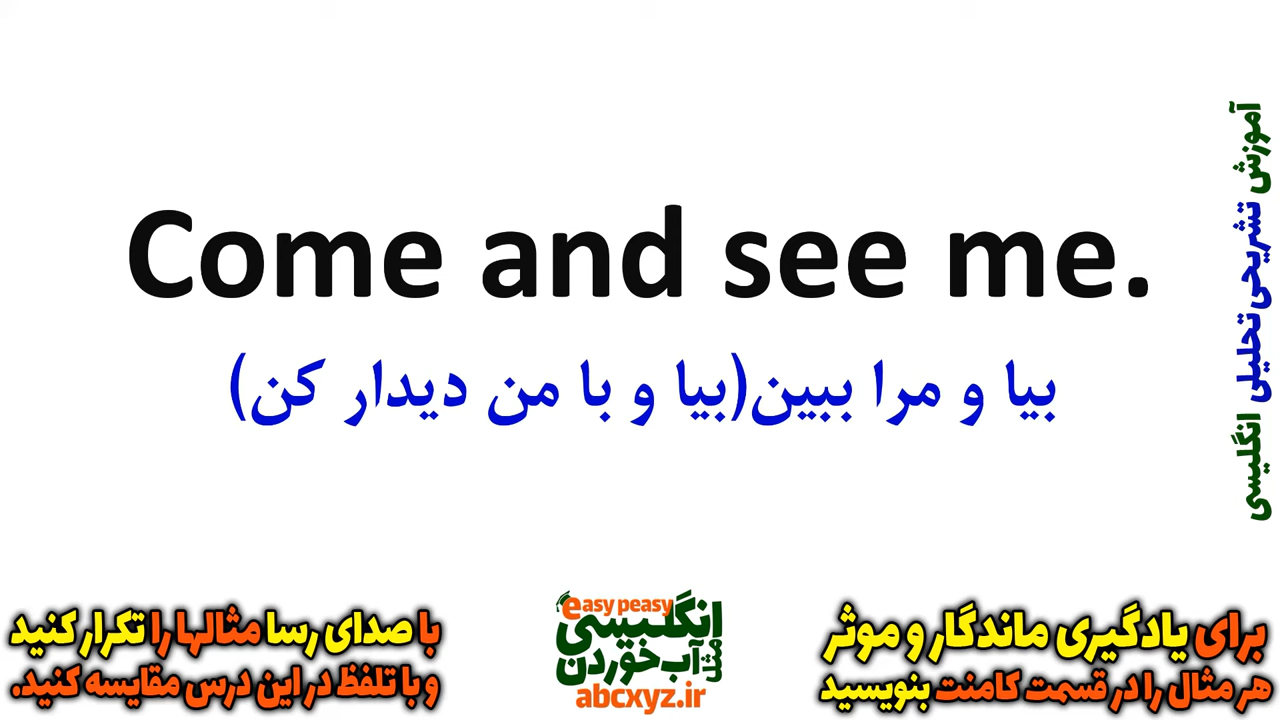 Come and see me.
بیا و مرا ببین(بیا و با من دیدار کن)
آموزش تشریحی تحلیلی انگلیسی
برای یادگیری ماندگار و موثر
هر مثال را در قسمت کامنت بنویسید
easy peasy
انگلیسی
مثل آب خوردن
abcxyz.ir
با صدای رسا مثالها را تکرار کنید
و با تلفظ در این درس مقایسه کنید.